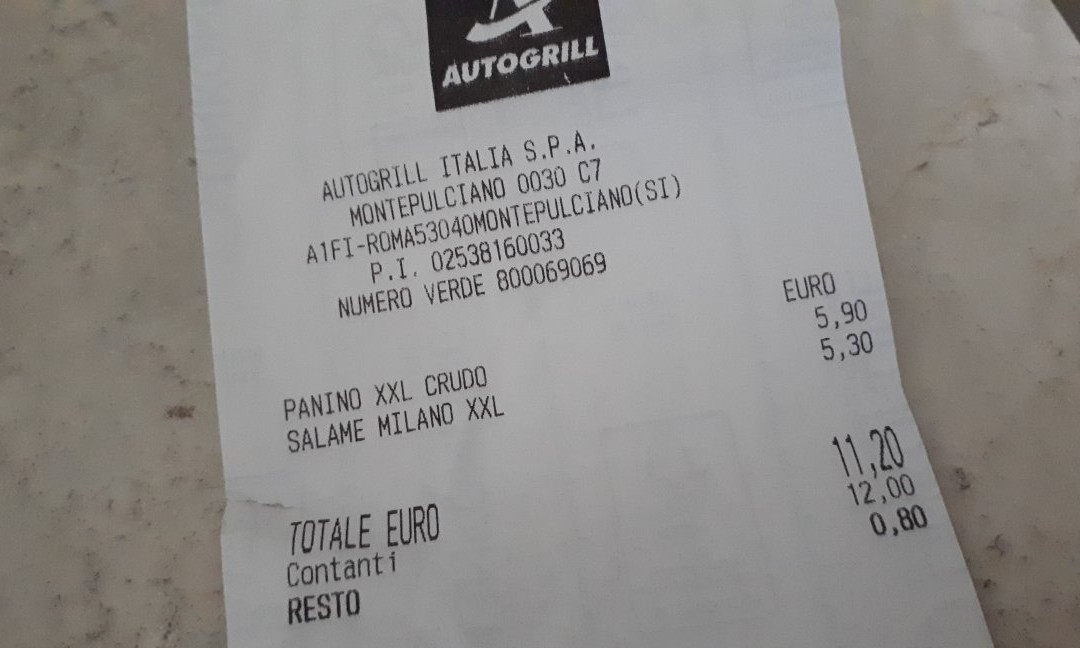 AUTOGRILL
AUTOGRILL ITALIA S.P.A.
MONTEPULCIANO 0030 C7
A1FI-ROMA53040MONTEPULCIANO(SI)
P.I. 02538160033
NUMERO VERDE 800069069
EURO
PANINO XXL CRUDO 5,90
SALAME MILANO XXL 5,30
TOTALE EURO 11,20
Contanti 12,00
RESTO 0,80